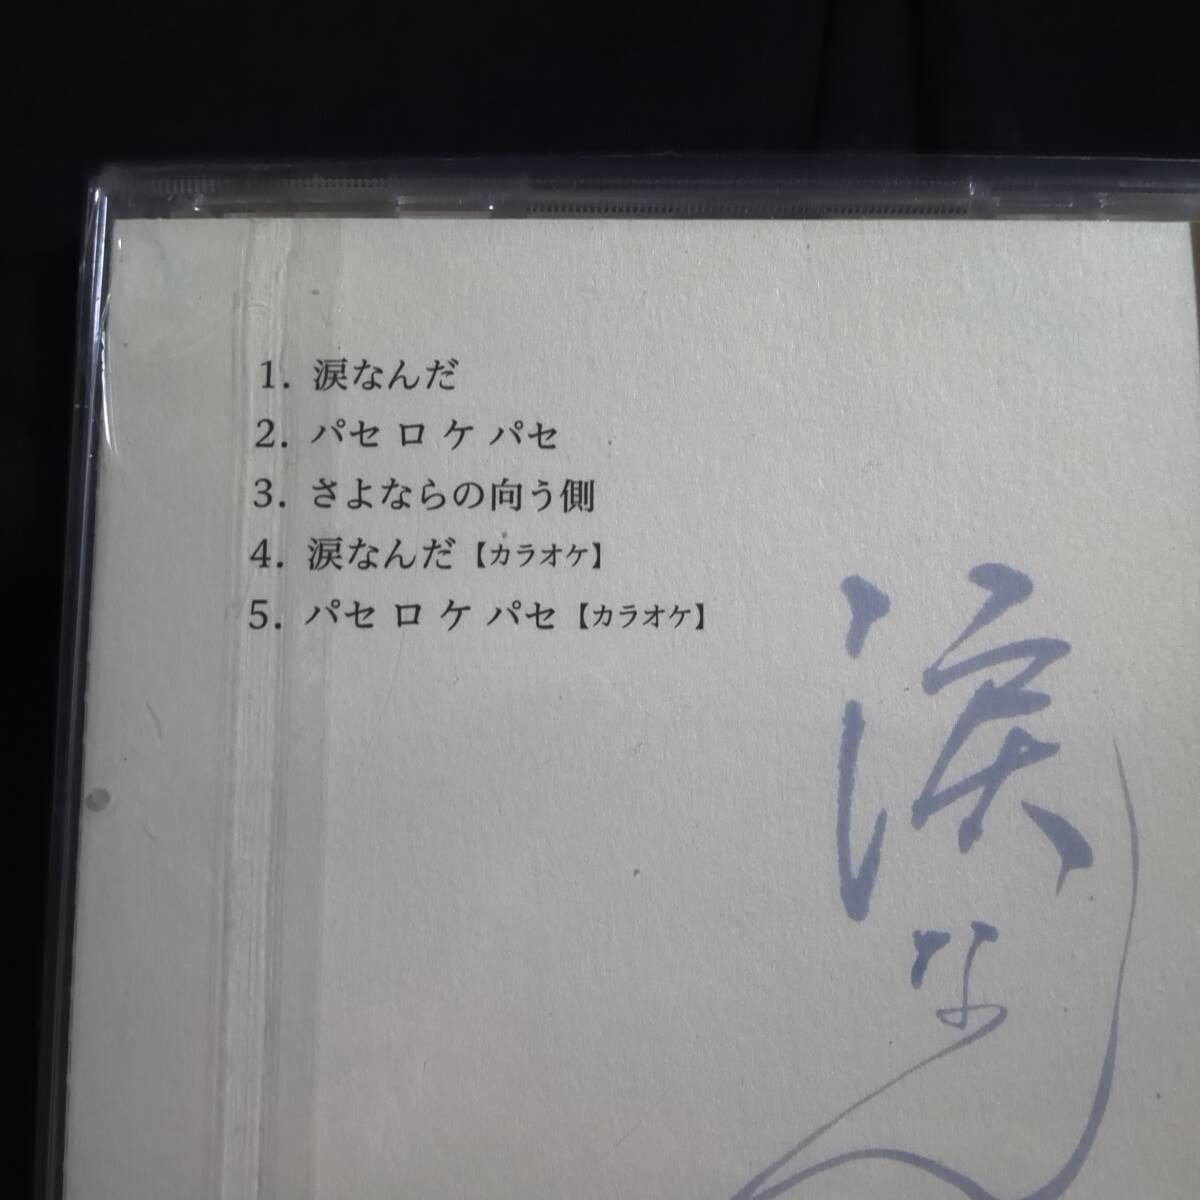 1. 涙なんだ
2. パセ ロ ケ パセ
3. さよならの向う側
4. 涙なんだ【カラオケ】
5. パセ ロ ケ パセ【カラオケ】
涙なん